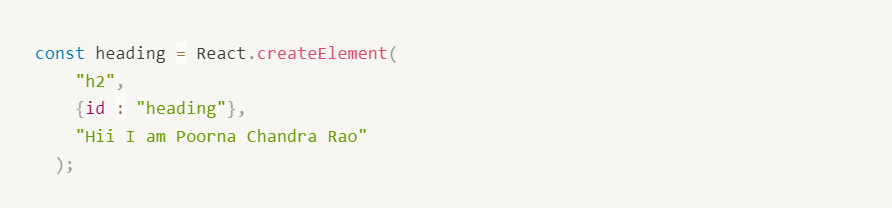 const heading = React.createElement(
"h2",
{id : "heading"},
"Hii I am Poorna Chandra Rao"
);